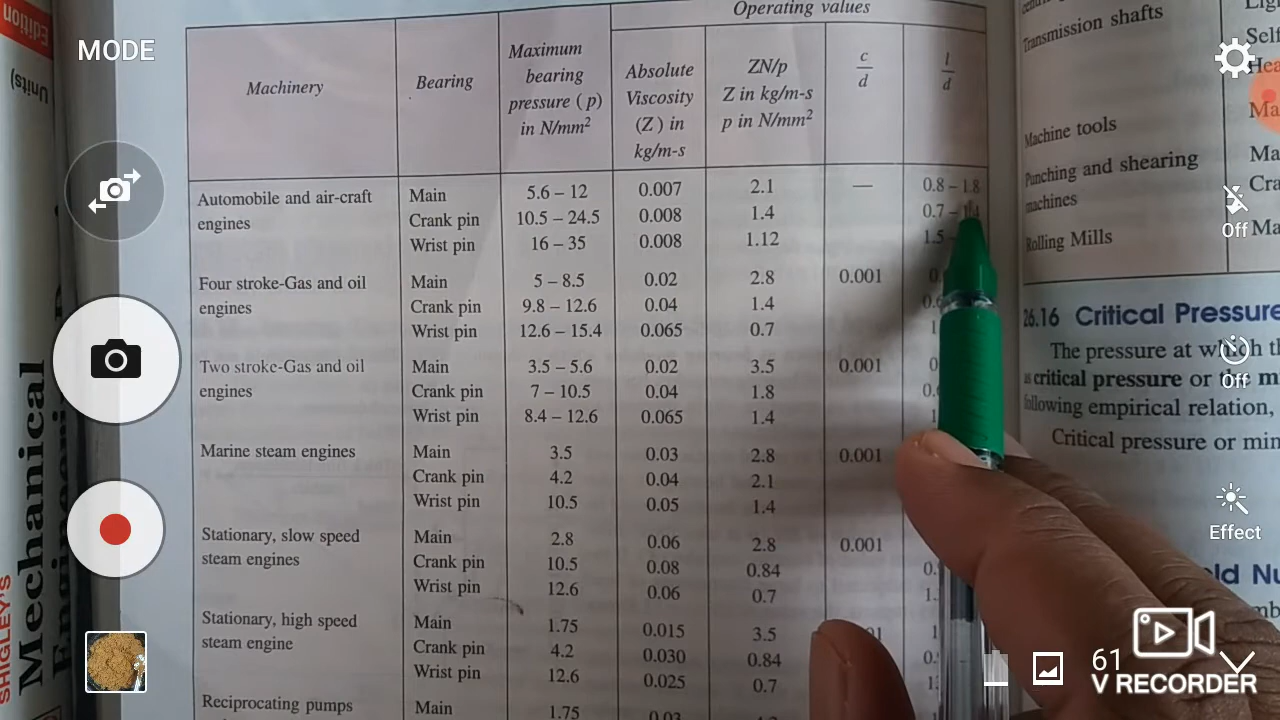 MODE
Edition
Units)
SHIGLEY'S
Mechanical
Operating values
Machinery
Bearing
Maximum
bearing
pressure (p)
in N/mm²
Absolute
Viscosity
(Z) in
kg/m-s
ZN/p
Z in kg/m-s
p in N/mm²
c
d
l
d
Automobile and air-craft
engines
Main 5.6 – 12 0.007 2.1 — 0.8 – 1.8
Crank pin 10.5 – 24.5 0.008 1.4 0.7 –
Wrist pin 16 – 35 0.008 1.12 1.5
Four stroke-Gas and oil
engines
Main 5 – 8.5 0.02 2.8 0.001
Crank pin 9.8 – 12.6 0.04 1.4
Wrist pin 12.6 – 15.4 0.065 0.7
Two stroke-Gas and oil
engines
Main 3.5 – 5.6 0.02 3.5 0.001
Crank pin 7 – 10.5 0.04 1.8
Wrist pin 8.4 – 12.6 0.065 1.4
Marine steam engines
Main 3.5 0.03 2.8 0.001
Crank pin 4.2 0.04 2.1
Wrist pin 10.5 0.05 1.4
Stationary, slow speed
steam engines
Main 2.8 0.06 2.8 0.001
Crank pin 10.5 0.08 0.84
Wrist pin 12.6 0.06 0.7
Stationary, high speed
steam engine
Main 1.75 0.015 3.5
Crank pin 4.2 0.030 0.84
Wrist pin 12.6 0.025 0.7
Reciprocating pumps
Main 1.75 0.03
Transmission shafts
Machine tools
Punching and shearing
machines
Rolling Mills
26.16 Critical Pressure
The pressure at which th
critical pressure or the
following empirical relation,
Critical pressure or
Off
Off
Effect
61
V RECORDER